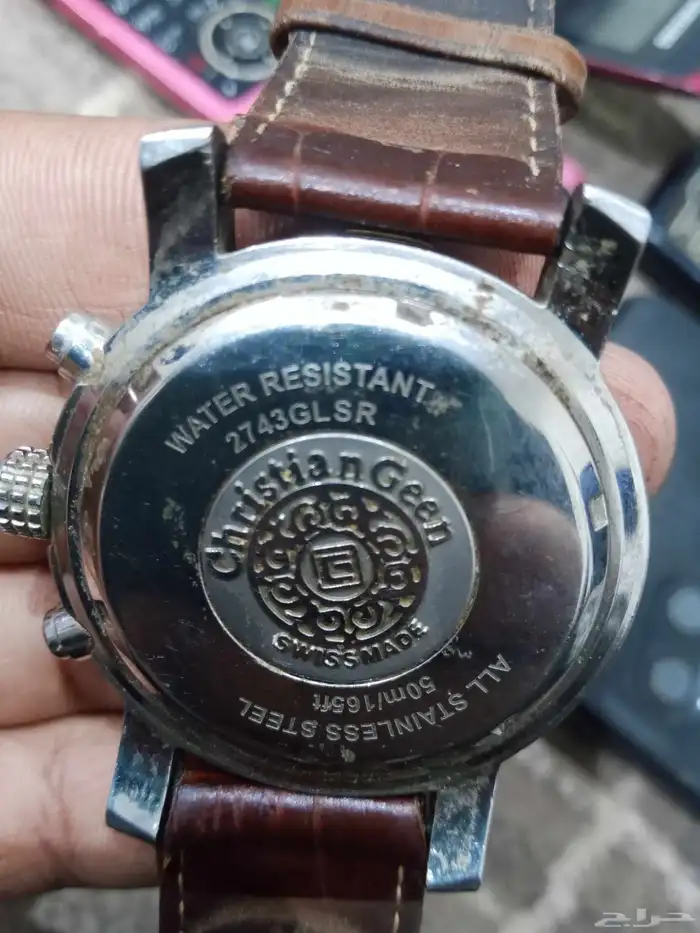 WATER RESISTANT
2743GLSR
Christian Geen
SWISS MADE
50m/165ft
ALL STAINLESS STEEL
حراج